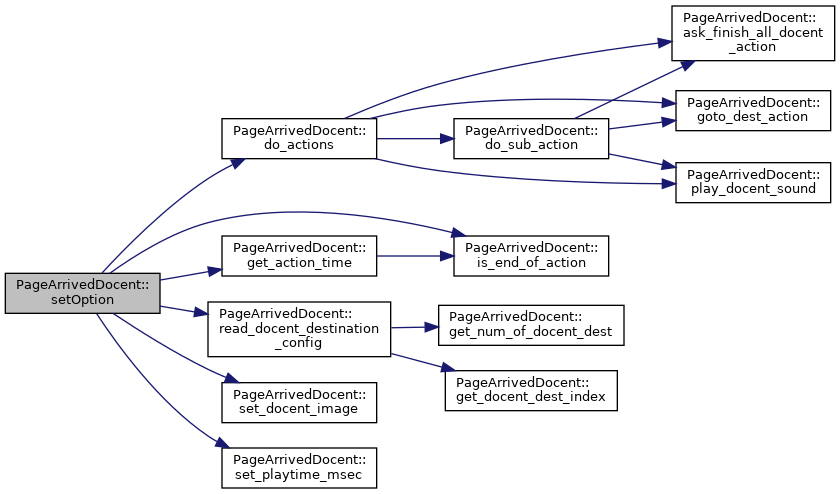 PageArrivedDocent::
setOption
PageArrivedDocent::
do_actions
PageArrivedDocent::
get_action_time
PageArrivedDocent::
read_docent_destination
_config
PageArrivedDocent::
set_docent_image
PageArrivedDocent::
set_playtime_msec
PageArrivedDocent::
do_sub_action
PageArrivedDocent::
is_end_of_action
PageArrivedDocent::
get_num_of_docent_dest
PageArrivedDocent::
get_docent_dest_index
PageArrivedDocent::
ask_finish_all_docent
_action
PageArrivedDocent::
goto_dest_action
PageArrivedDocent::
play_docent_sound